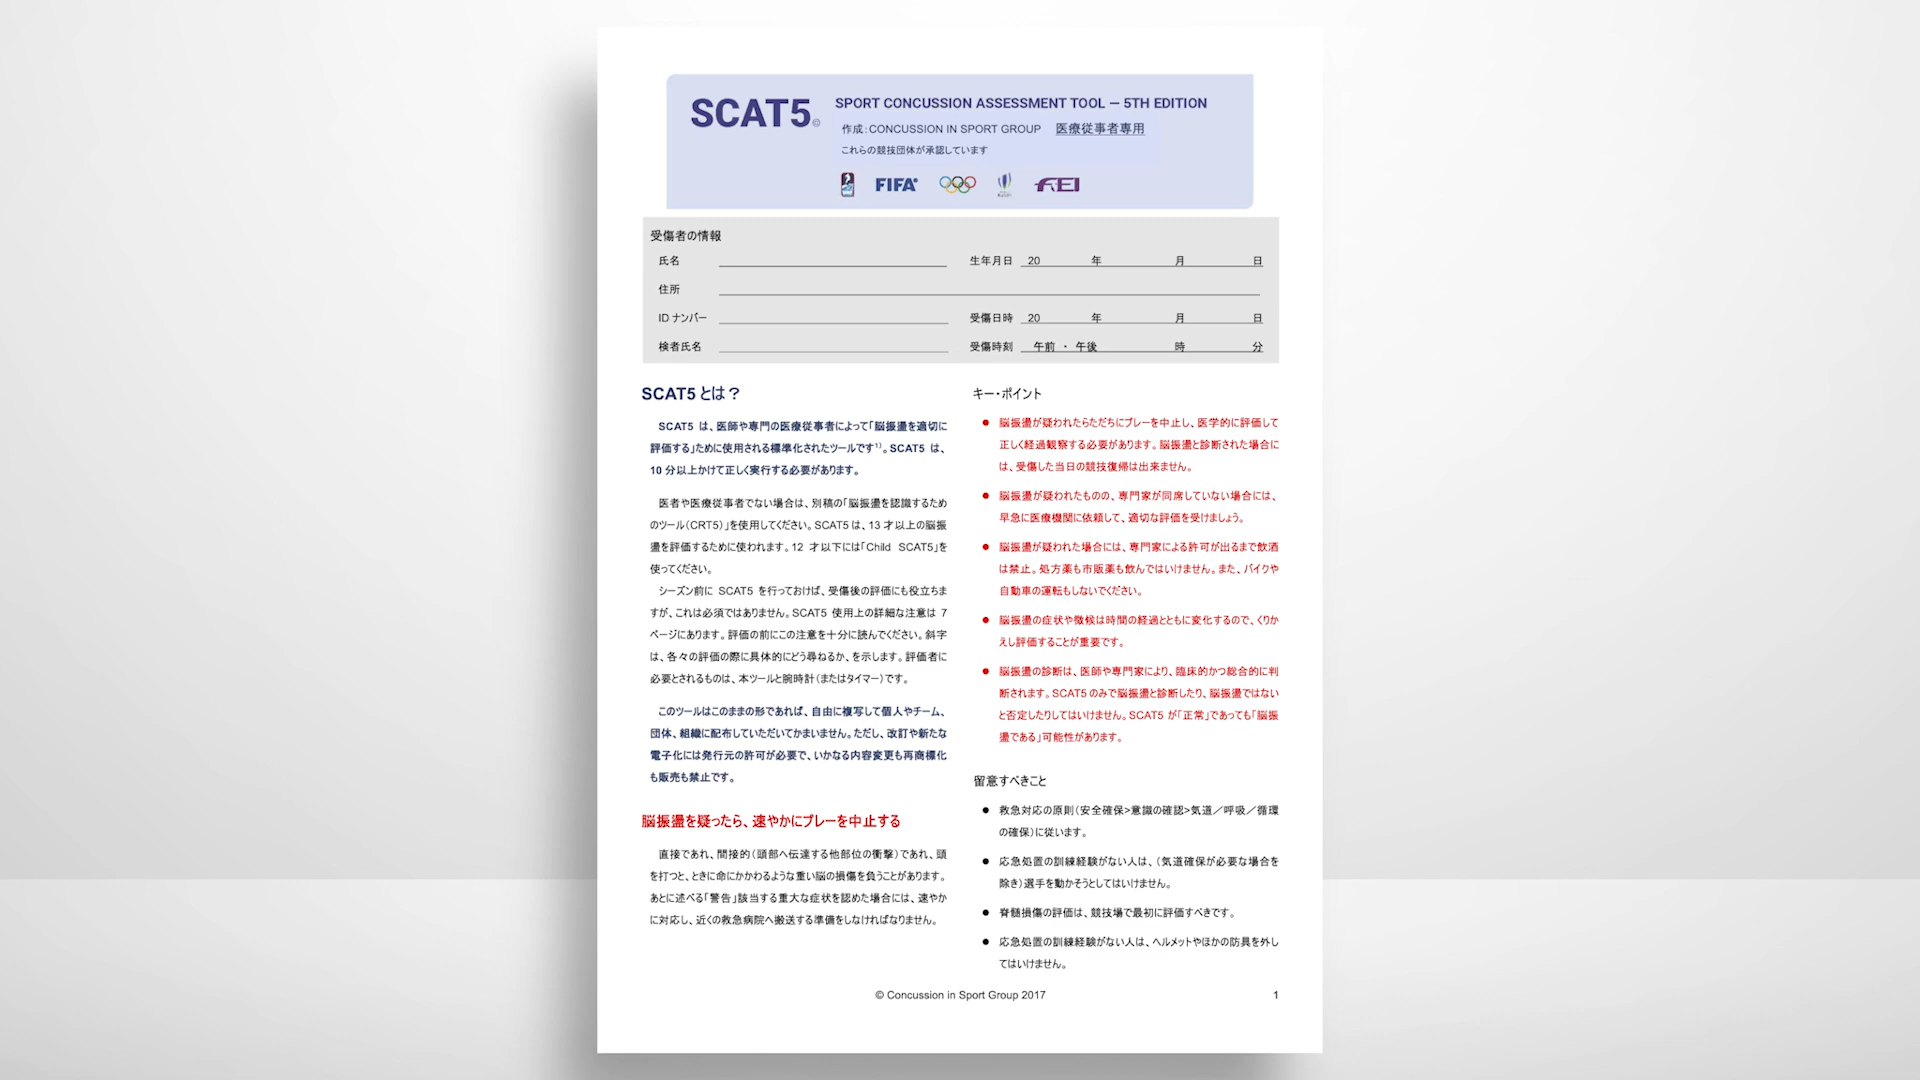 SCAT5©
SPORT CONCUSSION ASSESSMENT TOOL — 5TH EDITION
作成:CONCUSSION IN SPORT GROUP 医療従事者専用
これらの競技団体が承認しています
FIFA FEI
受傷者の情報
氏名 生年月日 20 年 月 日
住所
ID ナンバー 受傷日時 20 年 月 日
検者氏名 受傷時刻 午前 ・ 午後 時 分
SCAT5 とは?
SCAT5 は、医師や専門の医療従事者によって「脳振盪を適切に
評価する」ために使用される標準化されたツールです1)。SCAT5 は、
10 分以上かけて正しく実行する必要があります。
医者や医療従事者でない場合は、別稿の「脳振盪を認識するため
のツール(CRT5)」を使用してください。SCAT5 は、13 才以上の脳振
盪を評価するために使われます。12 才以下には「Child SCAT5」を
使ってください。
シーズン前に SCAT5 を行っておけば、受傷後の評価にも役立ちま
すが、これは必須ではありません。SCAT5 使用上の詳細な注意は 7
ページにあります。評価の前にこの注意を十分に読んでください。斜字
は、各々の評価の際に具体的にどう尋ねるか、を示します。評価者に
必要とされるものは、本ツールと腕時計(またはタイマー)です。
このツールはこのままの形であれば、自由に複写して個人やチーム、
団体、組織に配布していただいてかまいません。ただし、改訂や新たな
電子化には発行元の許可が必要で、いかなる内容変更も再商標化
も販売も禁止です。
脳振盪を疑ったら、速やかにプレーを中止する
直接であれ、間接的(頭部へ伝達する他部位の衝撃)であれ、頭
を打つと、ときに命にかかわるような重い脳の損傷を負うことがあります。
あとに述べる「警告」該当する重大な症状を認めた場合には、速やか
に対応し、近くの救急病院へ搬送する準備をしなければなりません。
キー・ポイント
● 脳振盪が疑われたらただちにプレーを中止し、医学的に評価して
正しく経過観察する必要があります。脳振盪と診断された場合に
は、受傷した当日の競技復帰は出来ません。
● 脳振盪が疑われたものの、専門家が同席していない場合には、
早急に医療機関に依頼して、適切な評価を受けましょう。
● 脳振盪が疑われた場合には、専門家による許可が出るまで飲酒
は禁止。処方薬も市販薬も飲んではいけません。また、バイクや
自動車の運転もしないでください。
● 脳振盪の症状や徴候は時間の経過とともに変化するので、くりか
えし評価することが重要です。
● 脳振盪の診断は、医師や専門家により、臨床的かつ総合的に判
断されます。SCAT5 のみで脳振盪と診断したり、脳振盪ではない
と否定したりしてはいけません。SCAT5 が「正常」であっても「脳振
盪である」可能性があります。
留意すべきこと
● 救急対応の原則(安全確保>意識の確認>気道/呼吸/循環
の確保)に従います。
● 応急処置の訓練経験がない人は、(気道確保が必要な場合を
除き)選手を動かそうとしてはいけません。
● 脊髄損傷の評価は、競技場で最初に評価すべきです。
● 応急処置の訓練経験がない人は、ヘルメットやほかの防具を外し
てはいけません。
© Concussion in Sport Group 2017 1